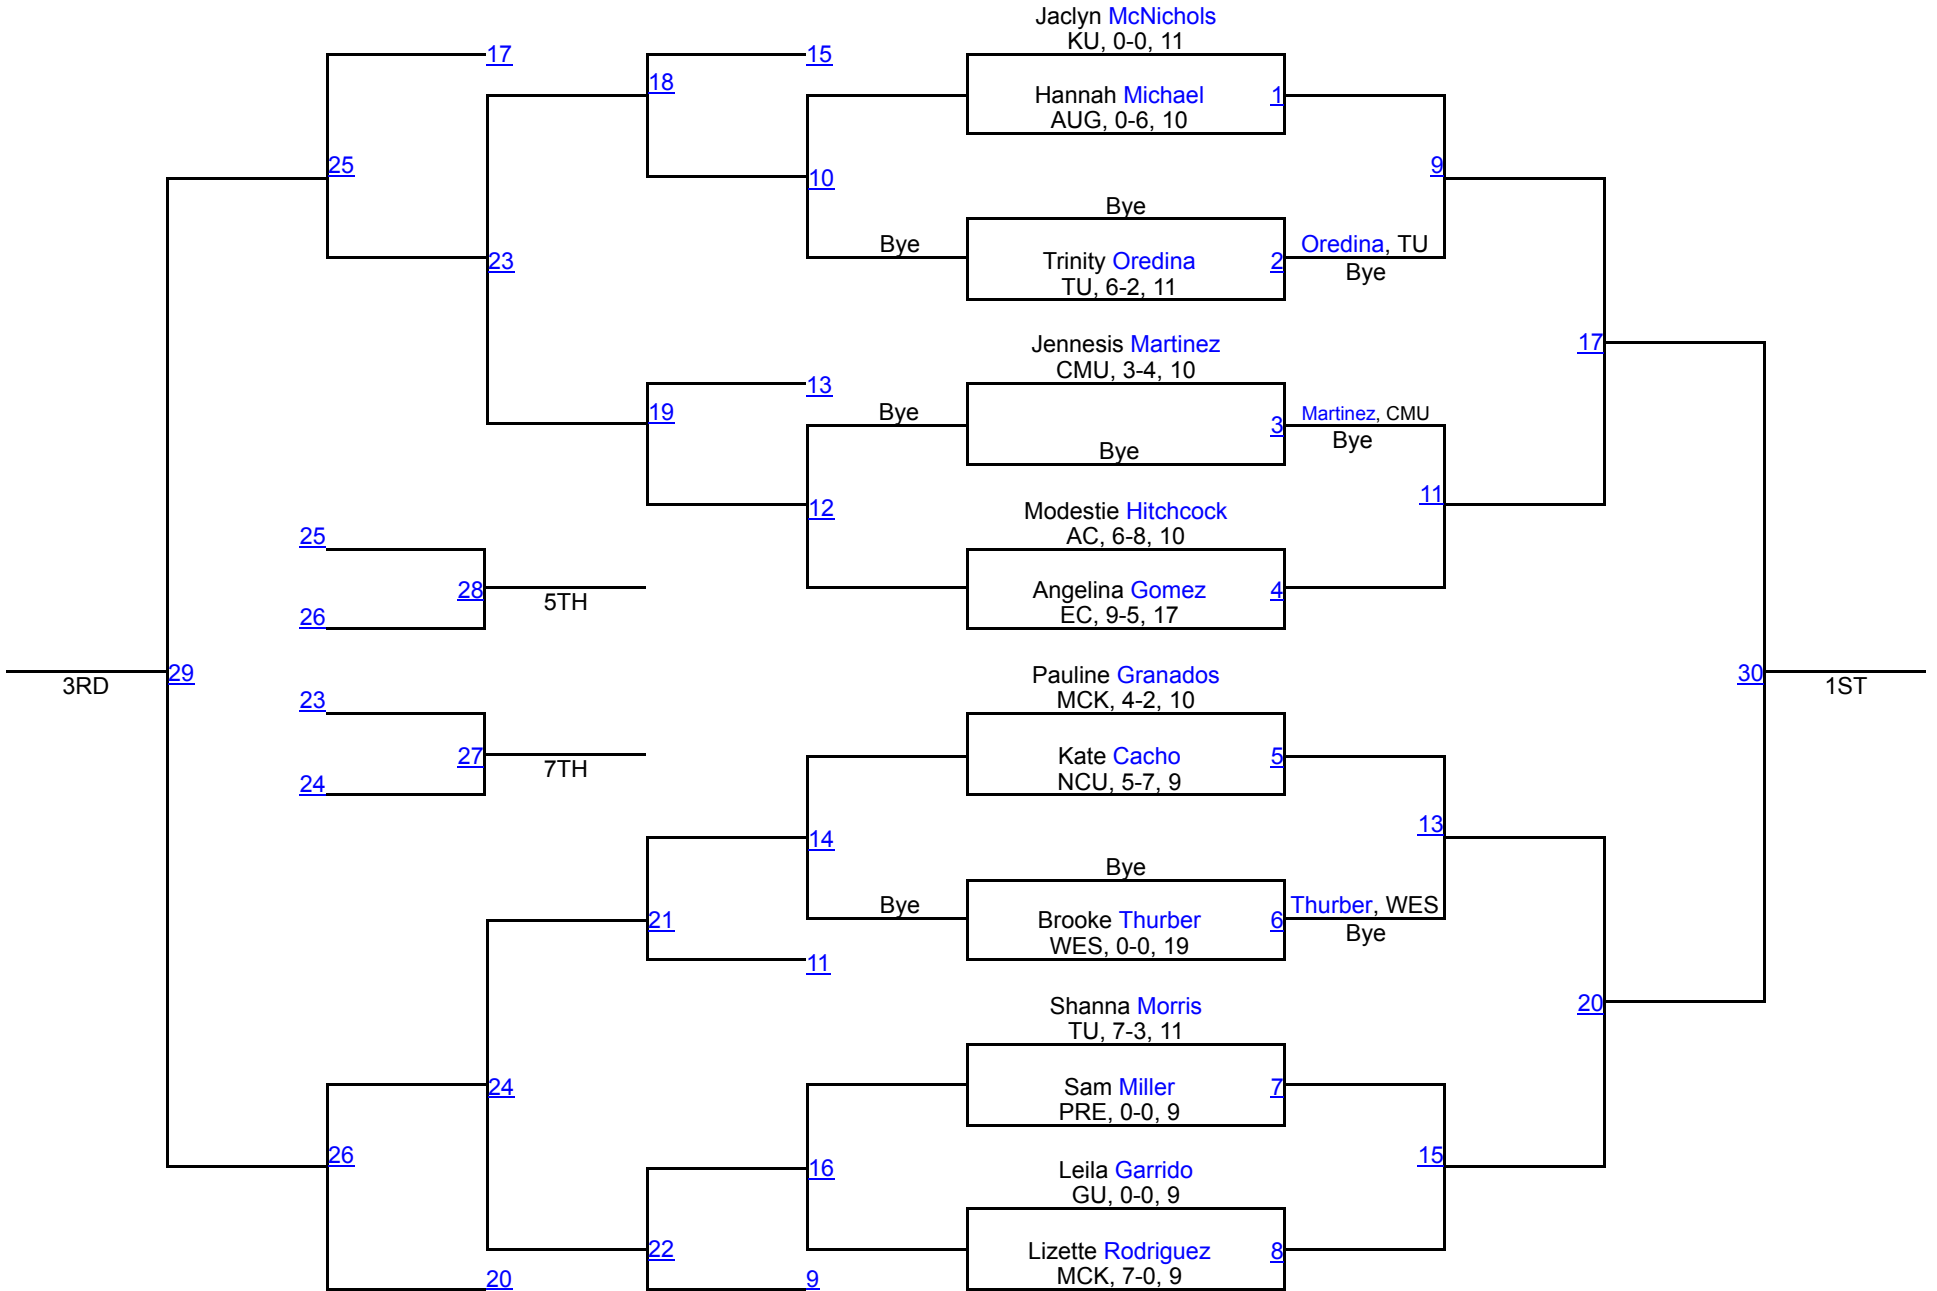 Jaclyn McNichols
KU, 0-0, 11
17
15
18
Hannah Michael
AUG, 0-6, 10
1
25
10
9
Bye
Bye
23
Trinity Oredina
TU, 6-2, 11
2
Oredina, TU
Bye
Jennesis Martinez
CMU, 3-4, 10
17
13
19
Bye
3
Martinez, CMU
Bye
Bye
12
11
Modestie Hitchcock
AC, 6-8, 10
25
28
5TH
26
Angelina Gomez
EC, 9-5, 17
4
3RD
29
Pauline Granados
MCK, 4-2, 10
30
1ST
23
27
7TH
24
Kate Cacho
NCU, 5-7, 9
5
14
13
Bye
21
Bye
Brooke Thurber
WES, 0-0, 19
6
Thurber, WES
Bye
11
Shanna Morris
TU, 7-3, 11
20
24
Sam Miller
PRE, 0-0, 9
7
26
16
15
Leila Garrido
GU, 0-0, 9
22
Lizette Rodriguez
MCK, 7-0, 9
8
20
9